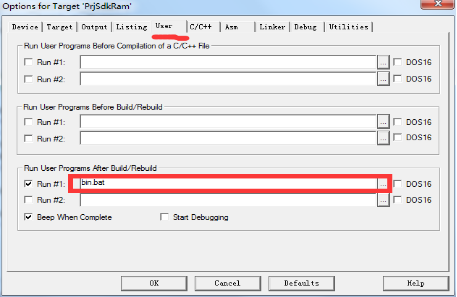 Options for Target 'PrjSdkRam'
Device Target Output Listing User C/C++ Asm Linker Debug Utilities
Run User Programs Before Compilation of a C/C++ File
Run #1: ... DOS16
Run #2: ... DOS16
Run User Programs Before Build/Rebuild
Run #1: ... DOS16
Run #2: ... DOS16
Run User Programs After Build/Rebuild
Run #1: bin.bat ... DOS16
Run #2: ... DOS16
Beep When Complete Start Debugging
OK Cancel Defaults Help